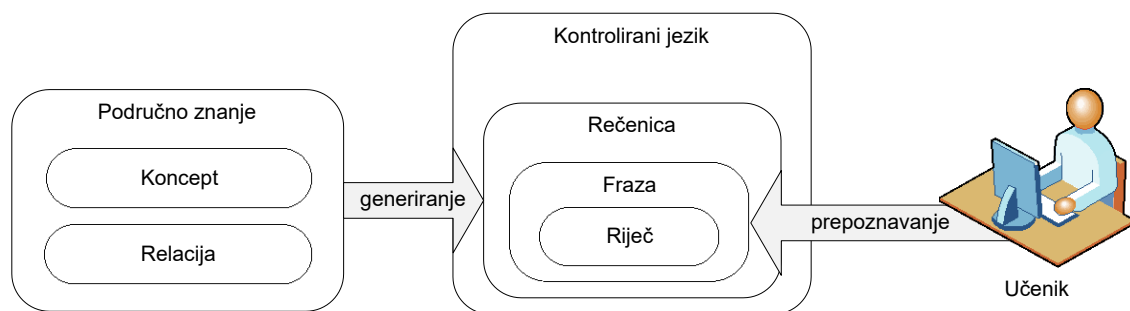 Područno znanje
Koncept
Relacija
generiranje
Kontrolirani jezik
Rečenica
Fraza
Riječ
prepoznavanje
Učenik